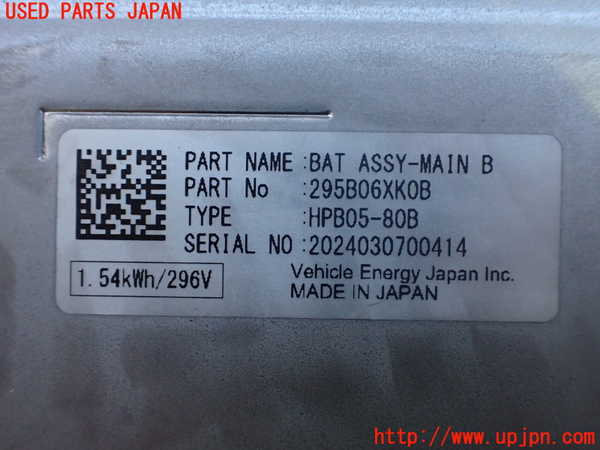 USED PARTS JAPAN
PART NAME :BAT ASSY-MAIN B
PART No :295B06XK0B
TYPE :HPB05-80B
SERIAL NO :2024030700414
1.54kWh/296V
Vehicle Energy Japan Inc.
MADE IN JAPAN
http://www.upjpn.com/